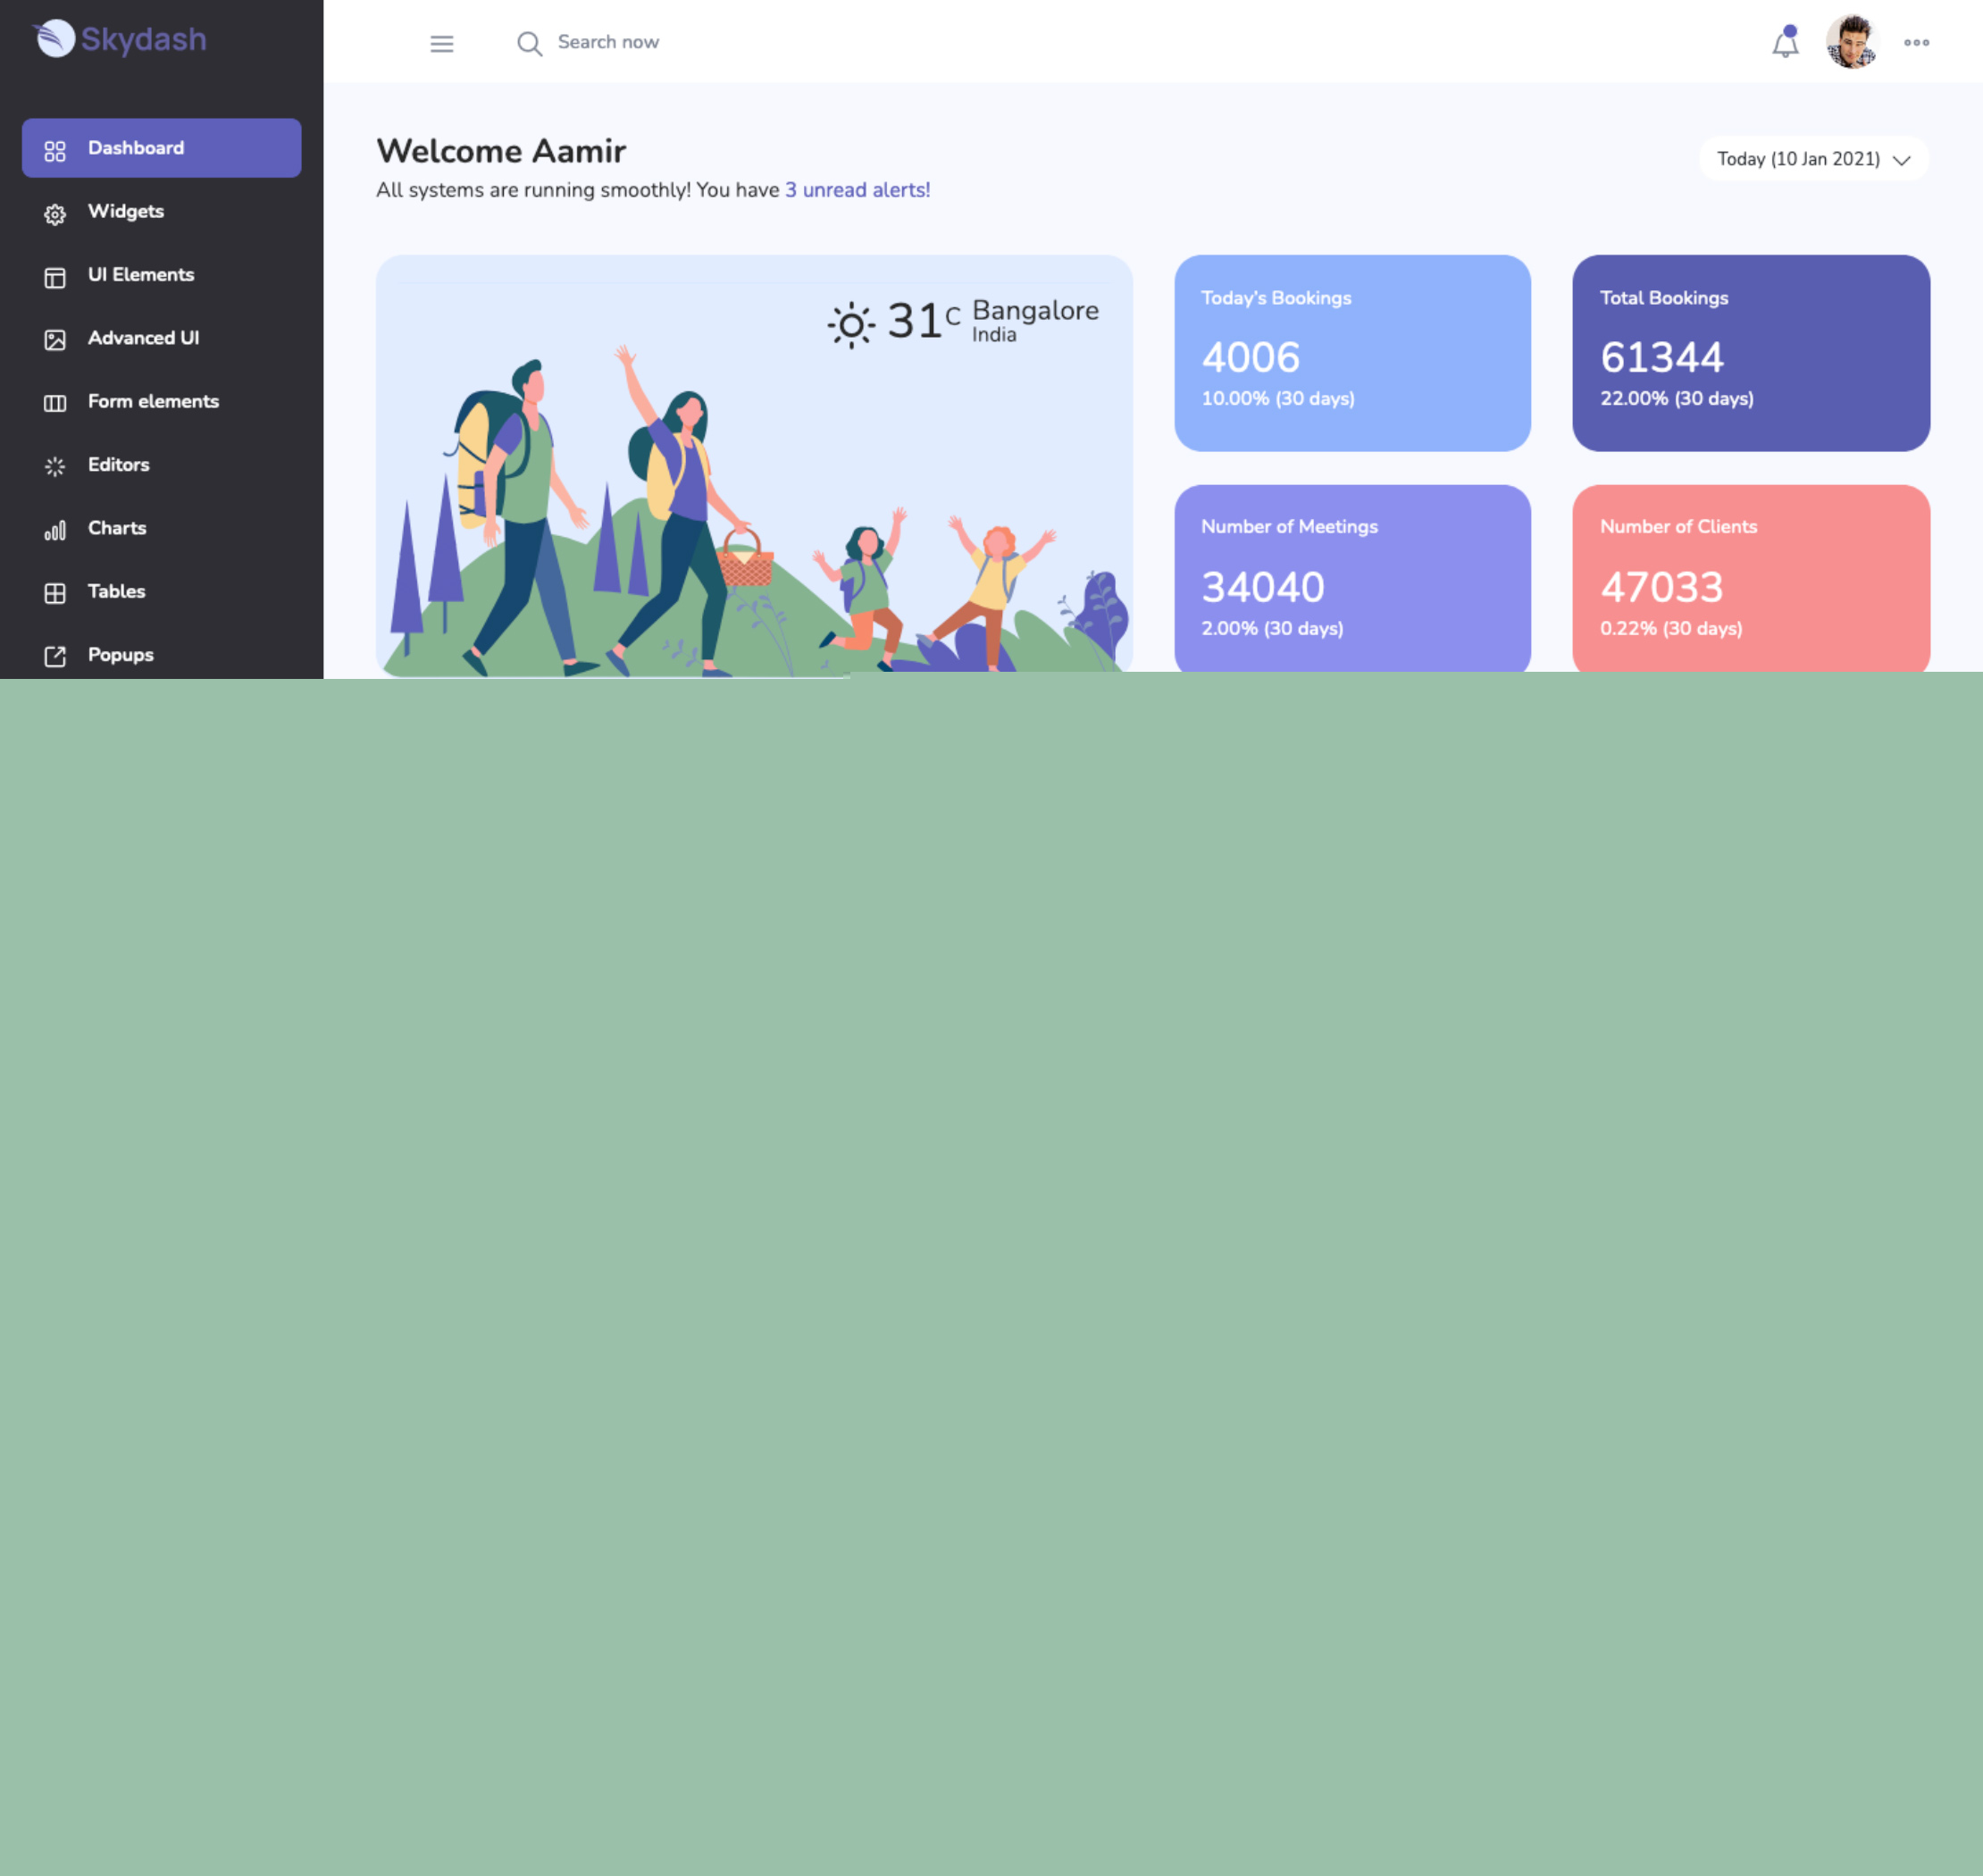 Skydash
Search now
Dashboard
Widgets
UI Elements
Advanced UI
Form elements
Editors
Charts
Tables
Popups
Welcome Aamir
All systems are running smoothly! You have 3 unread alerts!
Today (10 Jan 2021)
31 C Bangalore
India
Today's Bookings
4006
10.00% (30 days)
Total Bookings
61344
22.00% (30 days)
Number of Meetings
34040
2.00% (30 days)
Number of Clients
47033
0.22% (30 days)